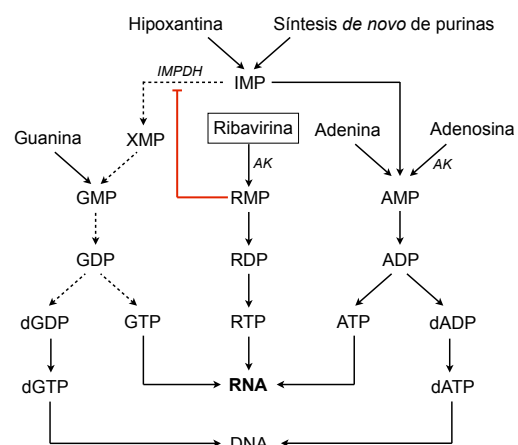 Hipoxantina Síntesis de novo de purinas
IMPDH
IMP
Guanina XMP Ribavirina Adenina Adenosina
AK AK
GMP RMP AMP
GDP RDP ADP
dGDP GTP RTP ATP dADP
dGTP RNA dATP
DNA